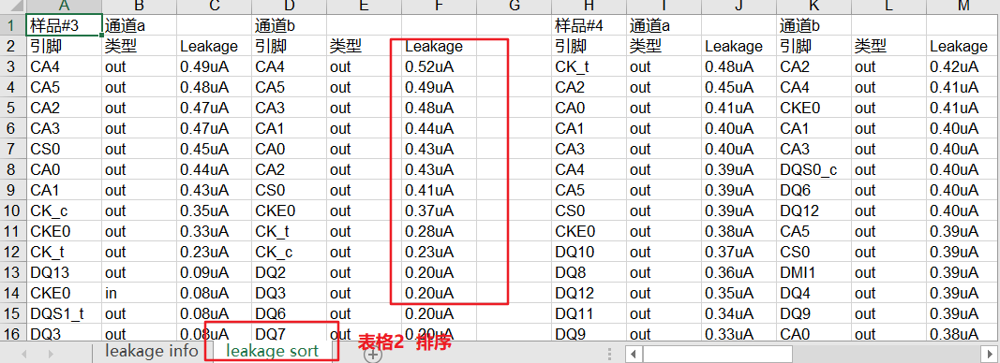 A B C D E F G H I J K L M
1 样品#3 通道a 通道b 样品#4 通道a 通道b
2 引脚 类型 Leakage 引脚 类型 Leakage 引脚 类型 Leakage 引脚 类型 Leakage
3 CA4 out 0.49uA CA4 out 0.52uA CK_t out 0.48uA CA2 out 0.42uA
4 CA5 out 0.48uA CA5 out 0.49uA CA2 out 0.45uA CA4 out 0.41uA
5 CA2 out 0.47uA CA3 out 0.48uA CA0 out 0.41uA CKE0 out 0.41uA
6 CA3 out 0.47uA CA1 out 0.44uA CA1 out 0.40uA CA1 out 0.40uA
7 CS0 out 0.45uA CA0 out 0.43uA CA3 out 0.40uA CA3 out 0.40uA
8 CA0 out 0.44uA CA2 out 0.43uA CA4 out 0.39uA DQS0_c out 0.40uA
9 CA1 out 0.43uA CS0 out 0.41uA CA5 out 0.39uA DQ6 out 0.40uA
10 CK_c out 0.35uA CKE0 out 0.37uA CS0 out 0.39uA DQ12 out 0.40uA
11 CKE0 out 0.33uA CK_t out 0.28uA CKE0 out 0.38uA CA5 out 0.39uA
12 CK_t out 0.23uA CK_c out 0.23uA DQ10 out 0.37uA CS0 out 0.39uA
13 DQ13 out 0.09uA DQ2 out 0.20uA DQ8 out 0.36uA DMI1 out 0.39uA
14 CKE0 in 0.08uA DQ3 out 0.20uA DQ12 out 0.35uA DQ4 out 0.39uA
15 DQS1_t out 0.08uA DQ6 out 0.20uA DQ11 out 0.34uA DQ9 out 0.39uA
16 DQ3 out 0.08uA DQ7 out 0.20uA DQ9 out 0.33uA CA0 out 0.38uA
leakage info leakage sort 表格2 排序